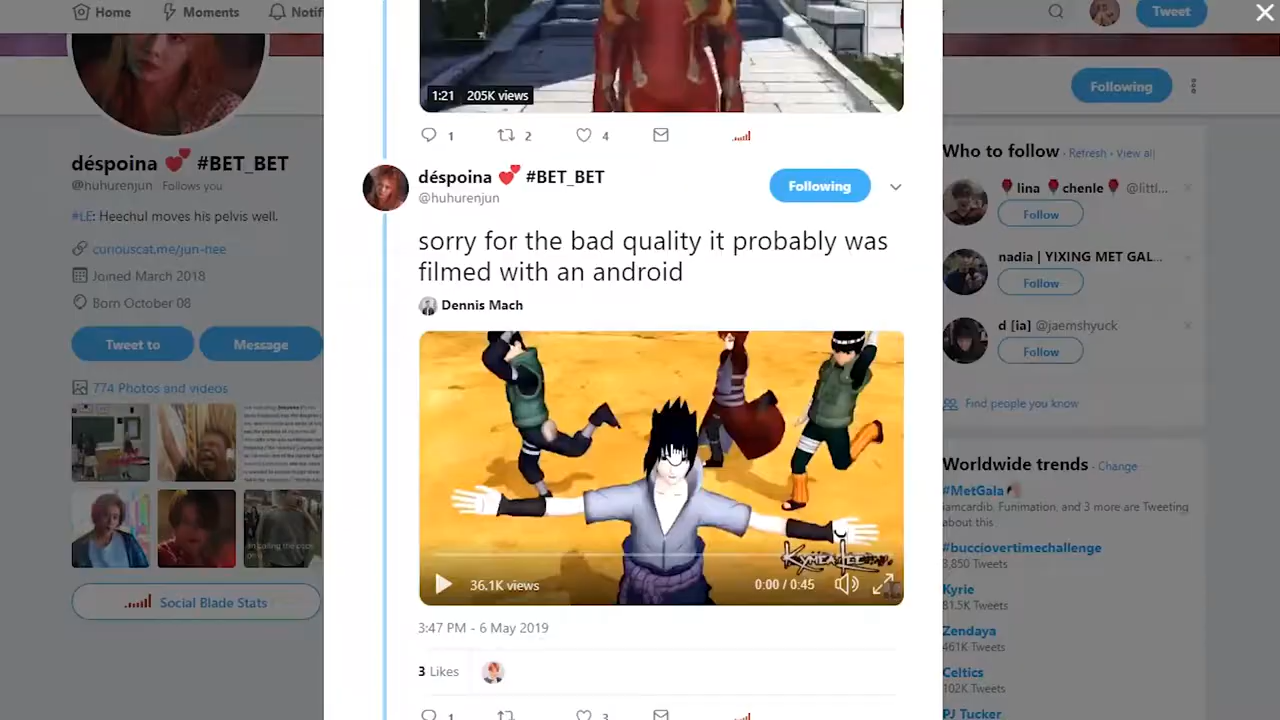 Home
Moments
Notif
Tweet
déspoina 💕 #BET_BET
@huhurenjun Follows you
#LE: Heechul moves his pelvis well.
curiouscat.me/jun-nee
Joined March 2018
Born October 08
Tweet to
Message
774 Photos and videos
Social Blade Stats
1:21 205K views
1 2 4
déspoina 💕 #BET_BET
@huhurenjun
Following
sorry for the bad quality it probably was
filmed with an android
Dennis Mach
36.1K views
0:00 / 0:45
3:47 PM - 6 May 2019
3 Likes
1 3
Following
Who to follow · Refresh · View all
🌹lina 🌹chenle🌹 @littl...
Follow
nadia | YIXING MET GAL...
Follow
d [ia] @jaemshyuck
Follow
Find people you know
Worldwide trends · Change
#MetGala
iamcardib, Funimation, and 3 more are Tweeting
about this
#bucciovertimechallenge
3,850 Tweets
Kyrie
81.5K Tweets
Zendaya
461K Tweets
Celtics
102K Tweets
PJ Tucker